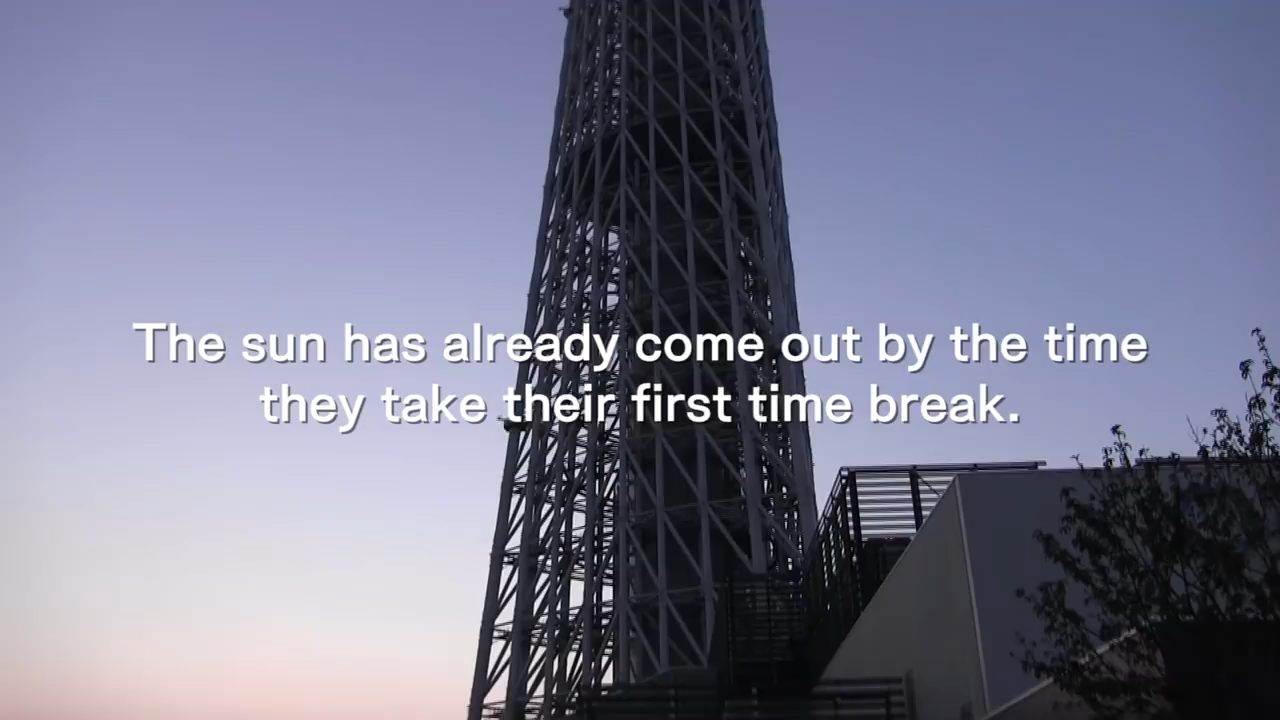 The sun has already come out by the time
they take their first time break.